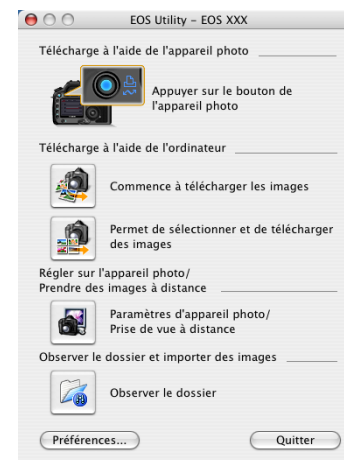 EOS Utility – EOS XXX
Télécharge à l'aide de l'appareil photo
Appuyer sur le bouton de
l'appareil photo
Télécharge à l'aide de l'ordinateur
Commence à télécharger les images
Permet de sélectionner et de télécharger
des images
Régler sur l'appareil photo/
Prendre des images à distance
Paramètres d'appareil photo/
Prise de vue à distance
Observer le dossier et importer des images
Observer le dossier
Préférences...
Quitter